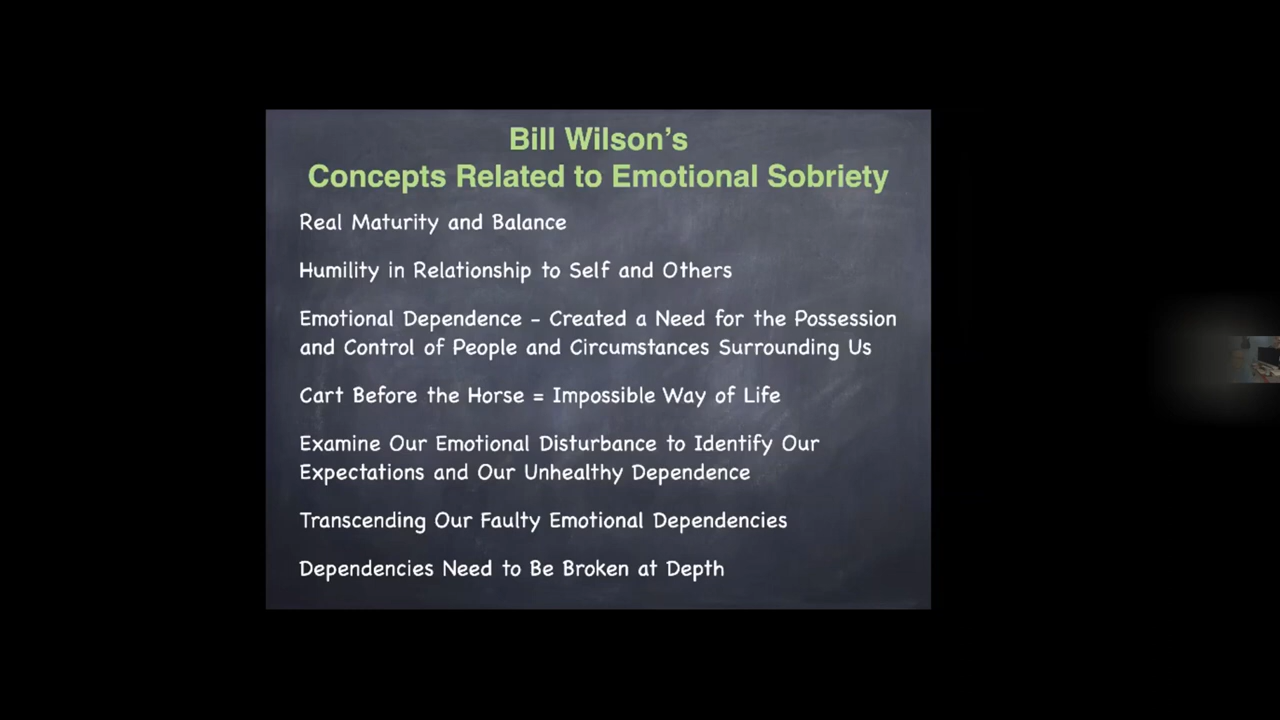 Bill Wilson's
Concepts Related to Emotional Sobriety
Real Maturity and Balance
Humility in Relationship to Self and Others
Emotional Dependence - Created a Need for the Possession
and Control of People and Circumstances Surrounding Us
Cart Before the Horse = Impossible Way of Life
Examine Our Emotional Disturbance to Identify Our
Expectations and Our Unhealthy Dependence
Transcending Our Faulty Emotional Dependencies
Dependencies Need to Be Broken at Depth